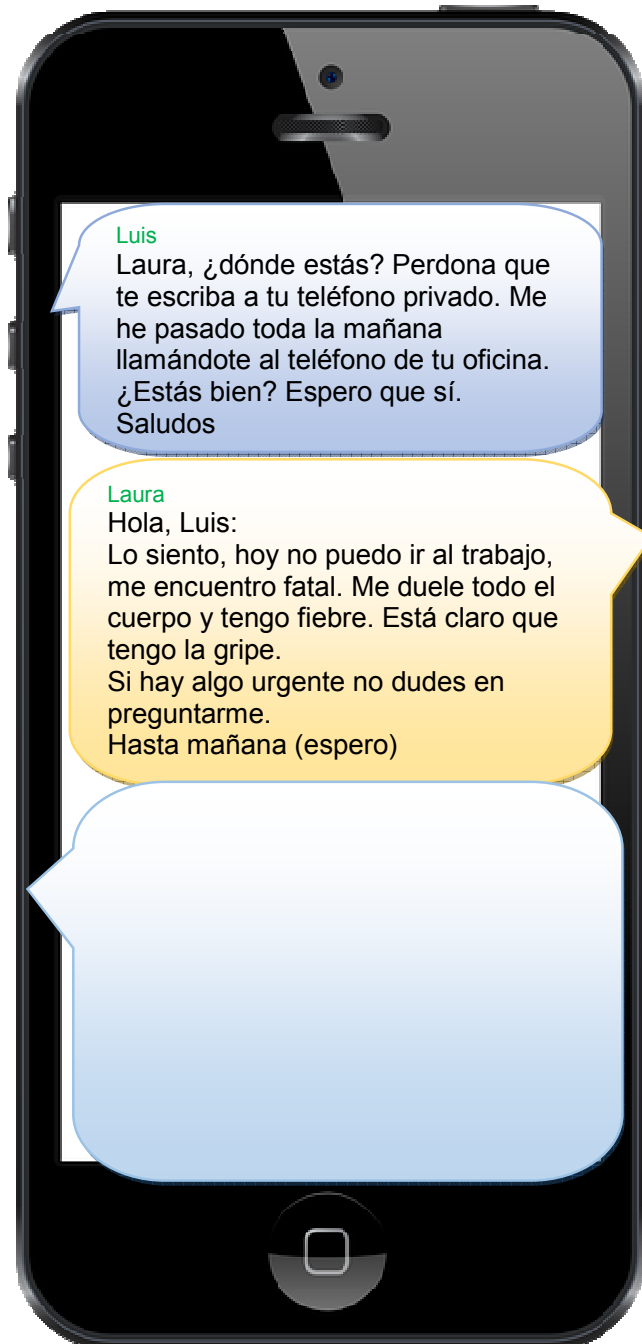 Luis
Laura, ¿dónde estás? Perdona que
te escriba a tu teléfono privado. Me
he pasado toda la mañana
llamándote al teléfono de tu oficina.
¿Estás bien? Espero que sí.
Saludos
Laura
Hola, Luis:
Lo siento, hoy no puedo ir al trabajo,
me encuentro fatal. Me duele todo el
cuerpo y tengo fiebre. Está claro que
tengo la gripe.
Si hay algo urgente no dudes en
preguntarme.
Hasta mañana (espero)